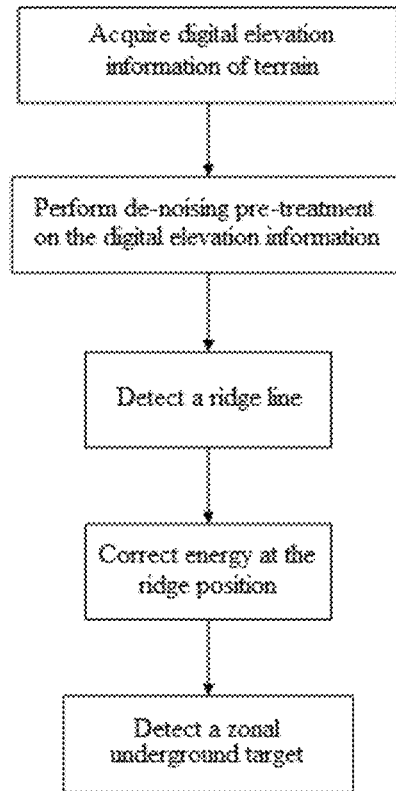 Acquire digital elevation
information of terrain
Perform de-noising pre-treatment
on the digital elevation information
Detect a ridge line
Correct energy at the
ridge position
Detect a zonal
underground target